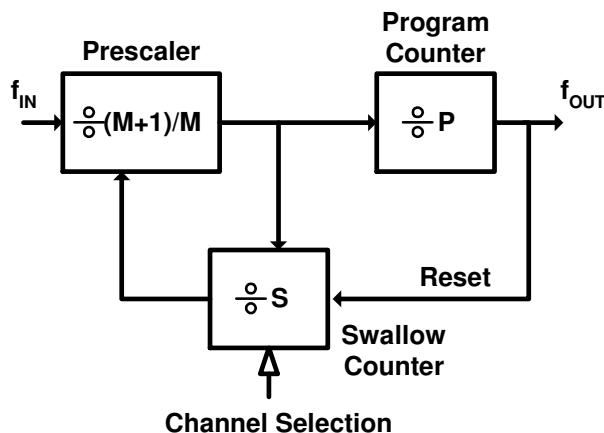 Program
Counter
Prescaler
f_IN
÷(M+1)/M
÷P
f_OUT
÷S
Reset
Swallow
Counter
Channel Selection